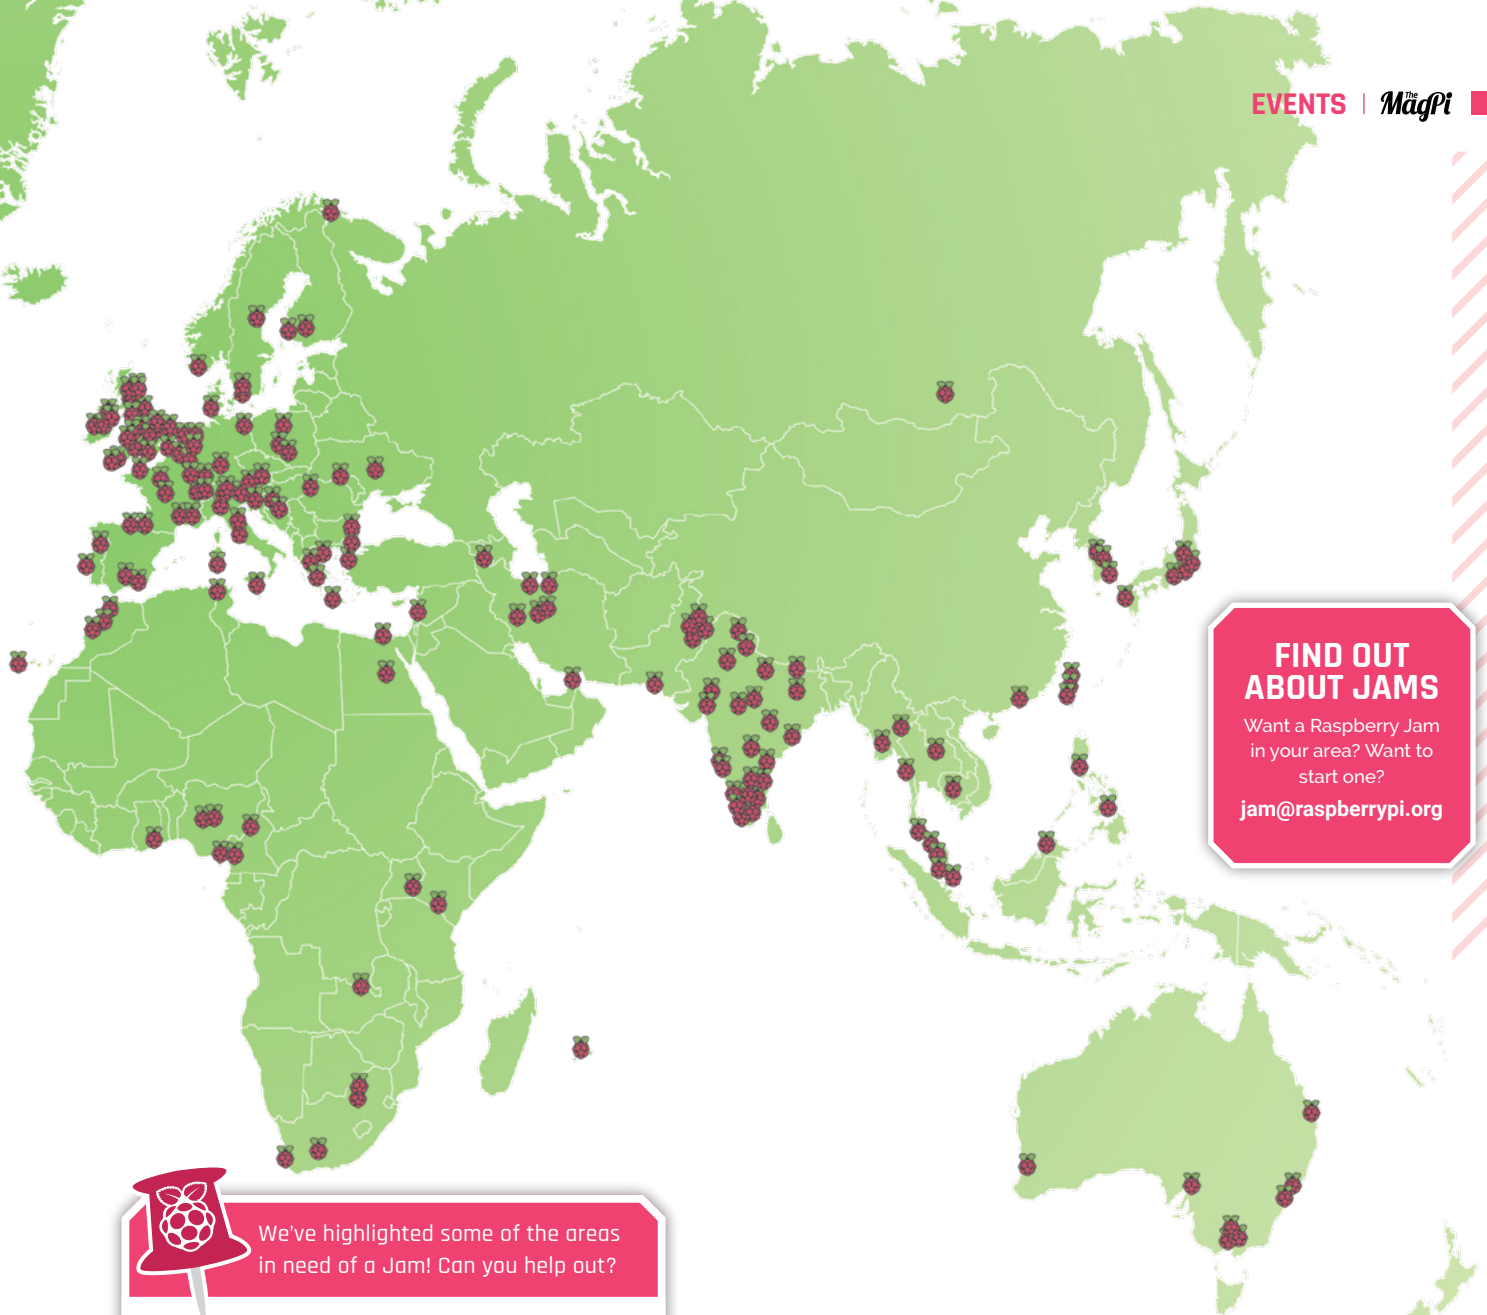 EVENTS
The MagPi
FIND OUT
ABOUT JAMS
Want a Raspberry Jam
in your area? Want to
start one?
jam@raspberrypi.org
We've highlighted some of the areas
in need of a Jam! Can you help out?